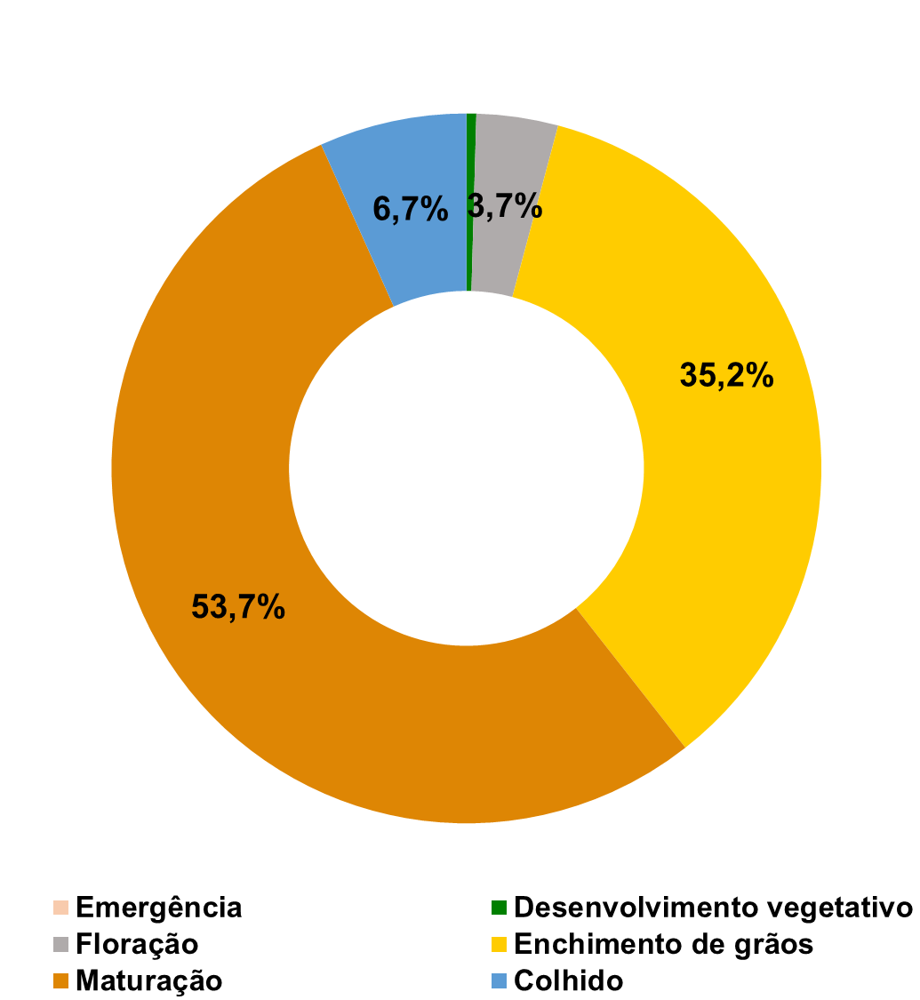 6,7%
3,7%
35,2%
53,7%
Emergência
Desenvolvimento vegetativo
Floração
Enchimento de grãos
Maturação
Colhido